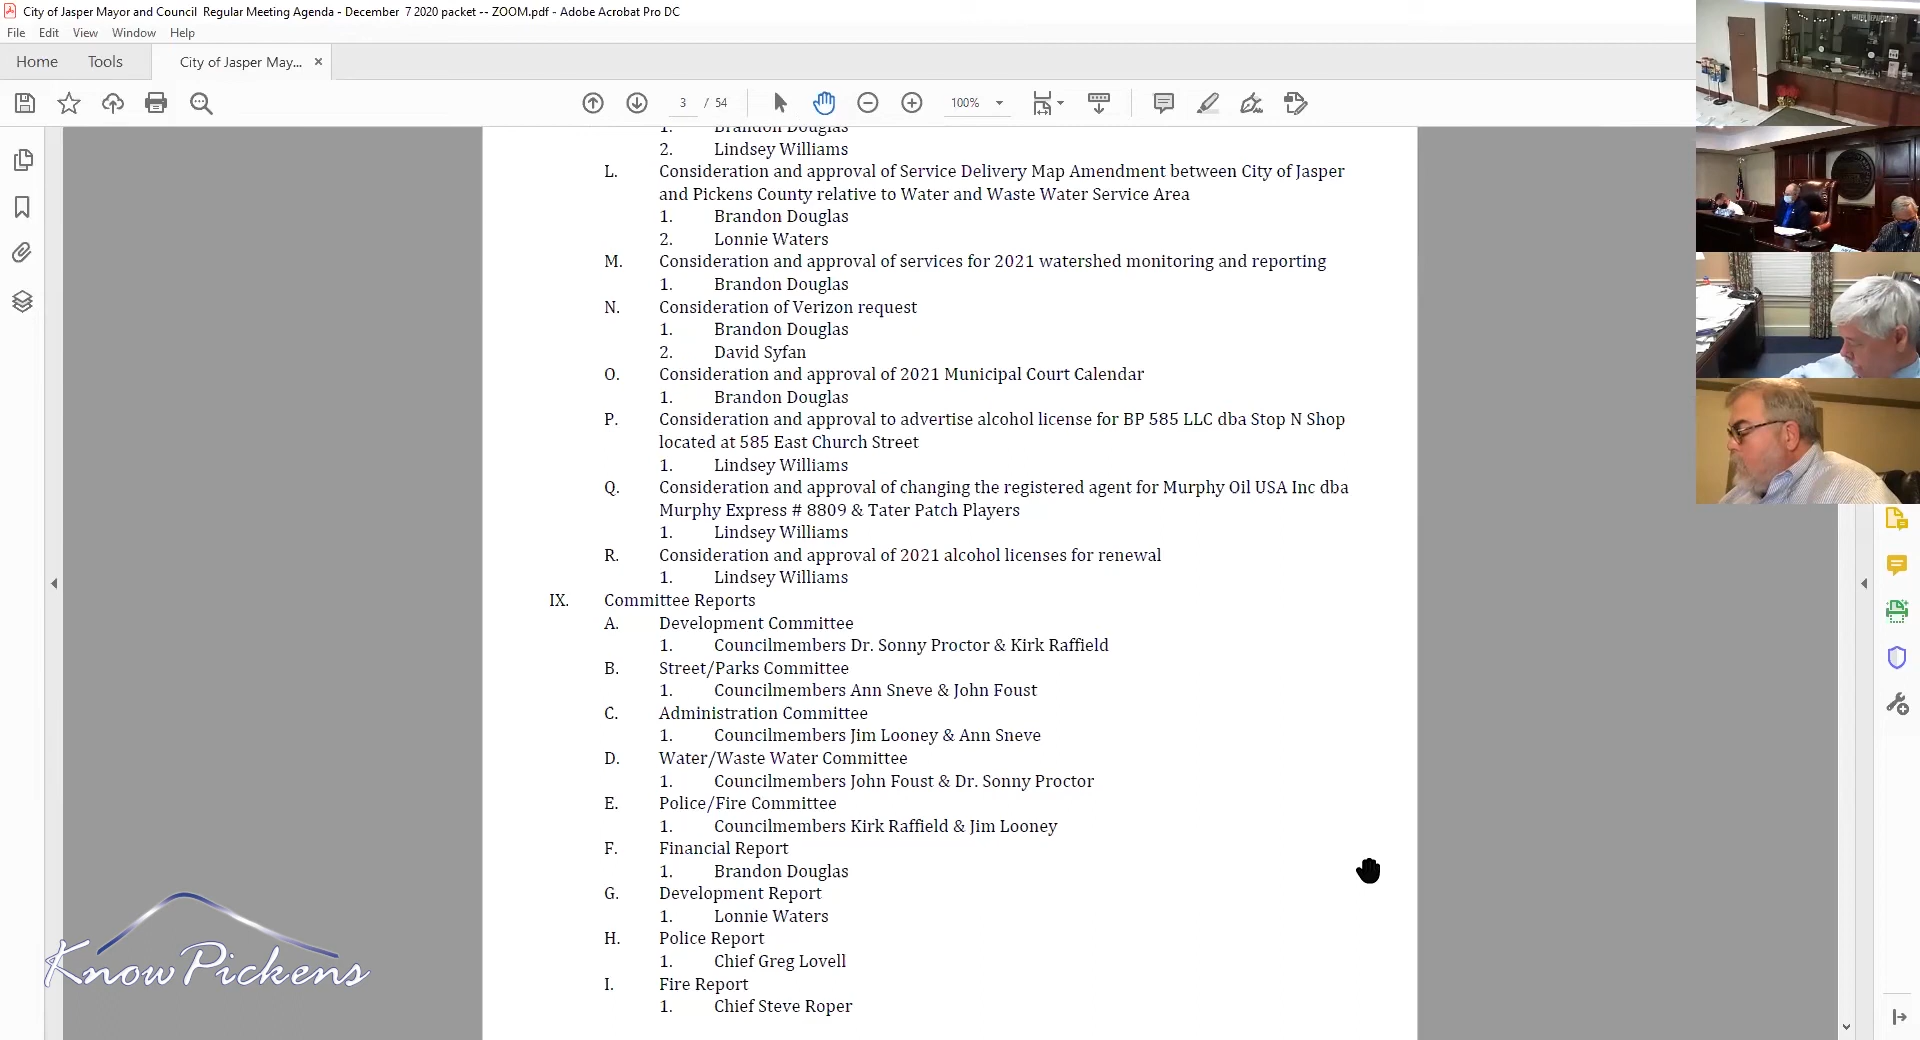 City of Jasper Mayor and Council Regular Meeting Agenda - December 7 2020 packet -- ZOOM.pdf - Adobe Acrobat Pro DC
File Edit View Window Help
Home Tools City of Jasper May... ×
3 / 54 100%
1. Brandon Douglas
2. Lindsey Williams
L. Consideration and approval of Service Delivery Map Amendment between City of Jasper
and Pickens County relative to Water and Waste Water Service Area
1. Brandon Douglas
2. Lonnie Waters
M. Consideration and approval of services for 2021 watershed monitoring and reporting
1. Brandon Douglas
N. Consideration of Verizon request
1. Brandon Douglas
2. David Syfan
O. Consideration and approval of 2021 Municipal Court Calendar
1. Brandon Douglas
P. Consideration and approval to advertise alcohol license for BP 585 LLC dba Stop N Shop
located at 585 East Church Street
1. Lindsey Williams
Q. Consideration and approval of changing the registered agent for Murphy Oil USA Inc dba
Murphy Express # 8809 & Tater Patch Players
1. Lindsey Williams
R. Consideration and approval of 2021 alcohol licenses for renewal
1. Lindsey Williams
IX. Committee Reports
A. Development Committee
1. Councilmembers Dr. Sonny Proctor & Kirk Raffield
B. Street/Parks Committee
1. Councilmembers Ann Sneve & John Foust
C. Administration Committee
1. Councilmembers Jim Looney & Ann Sneve
D. Water/Waste Water Committee
1. Councilmembers John Foust & Dr. Sonny Proctor
E. Police/Fire Committee
1. Councilmembers Kirk Raffield & Jim Looney
F. Financial Report
1. Brandon Douglas
G. Development Report
1. Lonnie Waters
H. Police Report
1. Chief Greg Lovell
I. Fire Report
1. Chief Steve Roper
KnowPickens